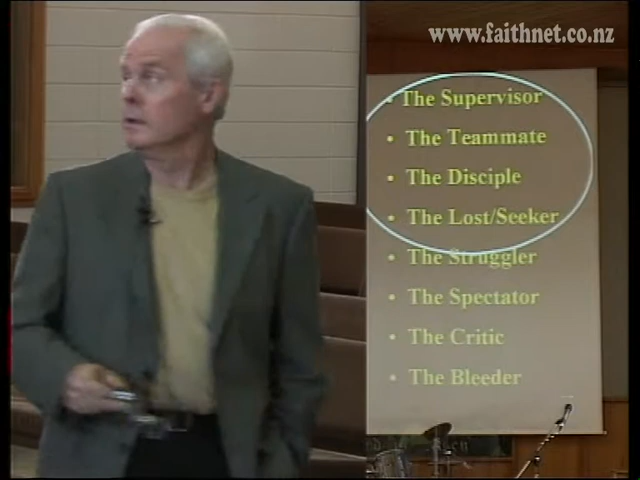 www.faithnet.co.nz
• The Supervisor
• The Teammate
• The Disciple
• The Lost/Seeker
• The Struggler
• The Spectator
• The Critic
• The Bleeder